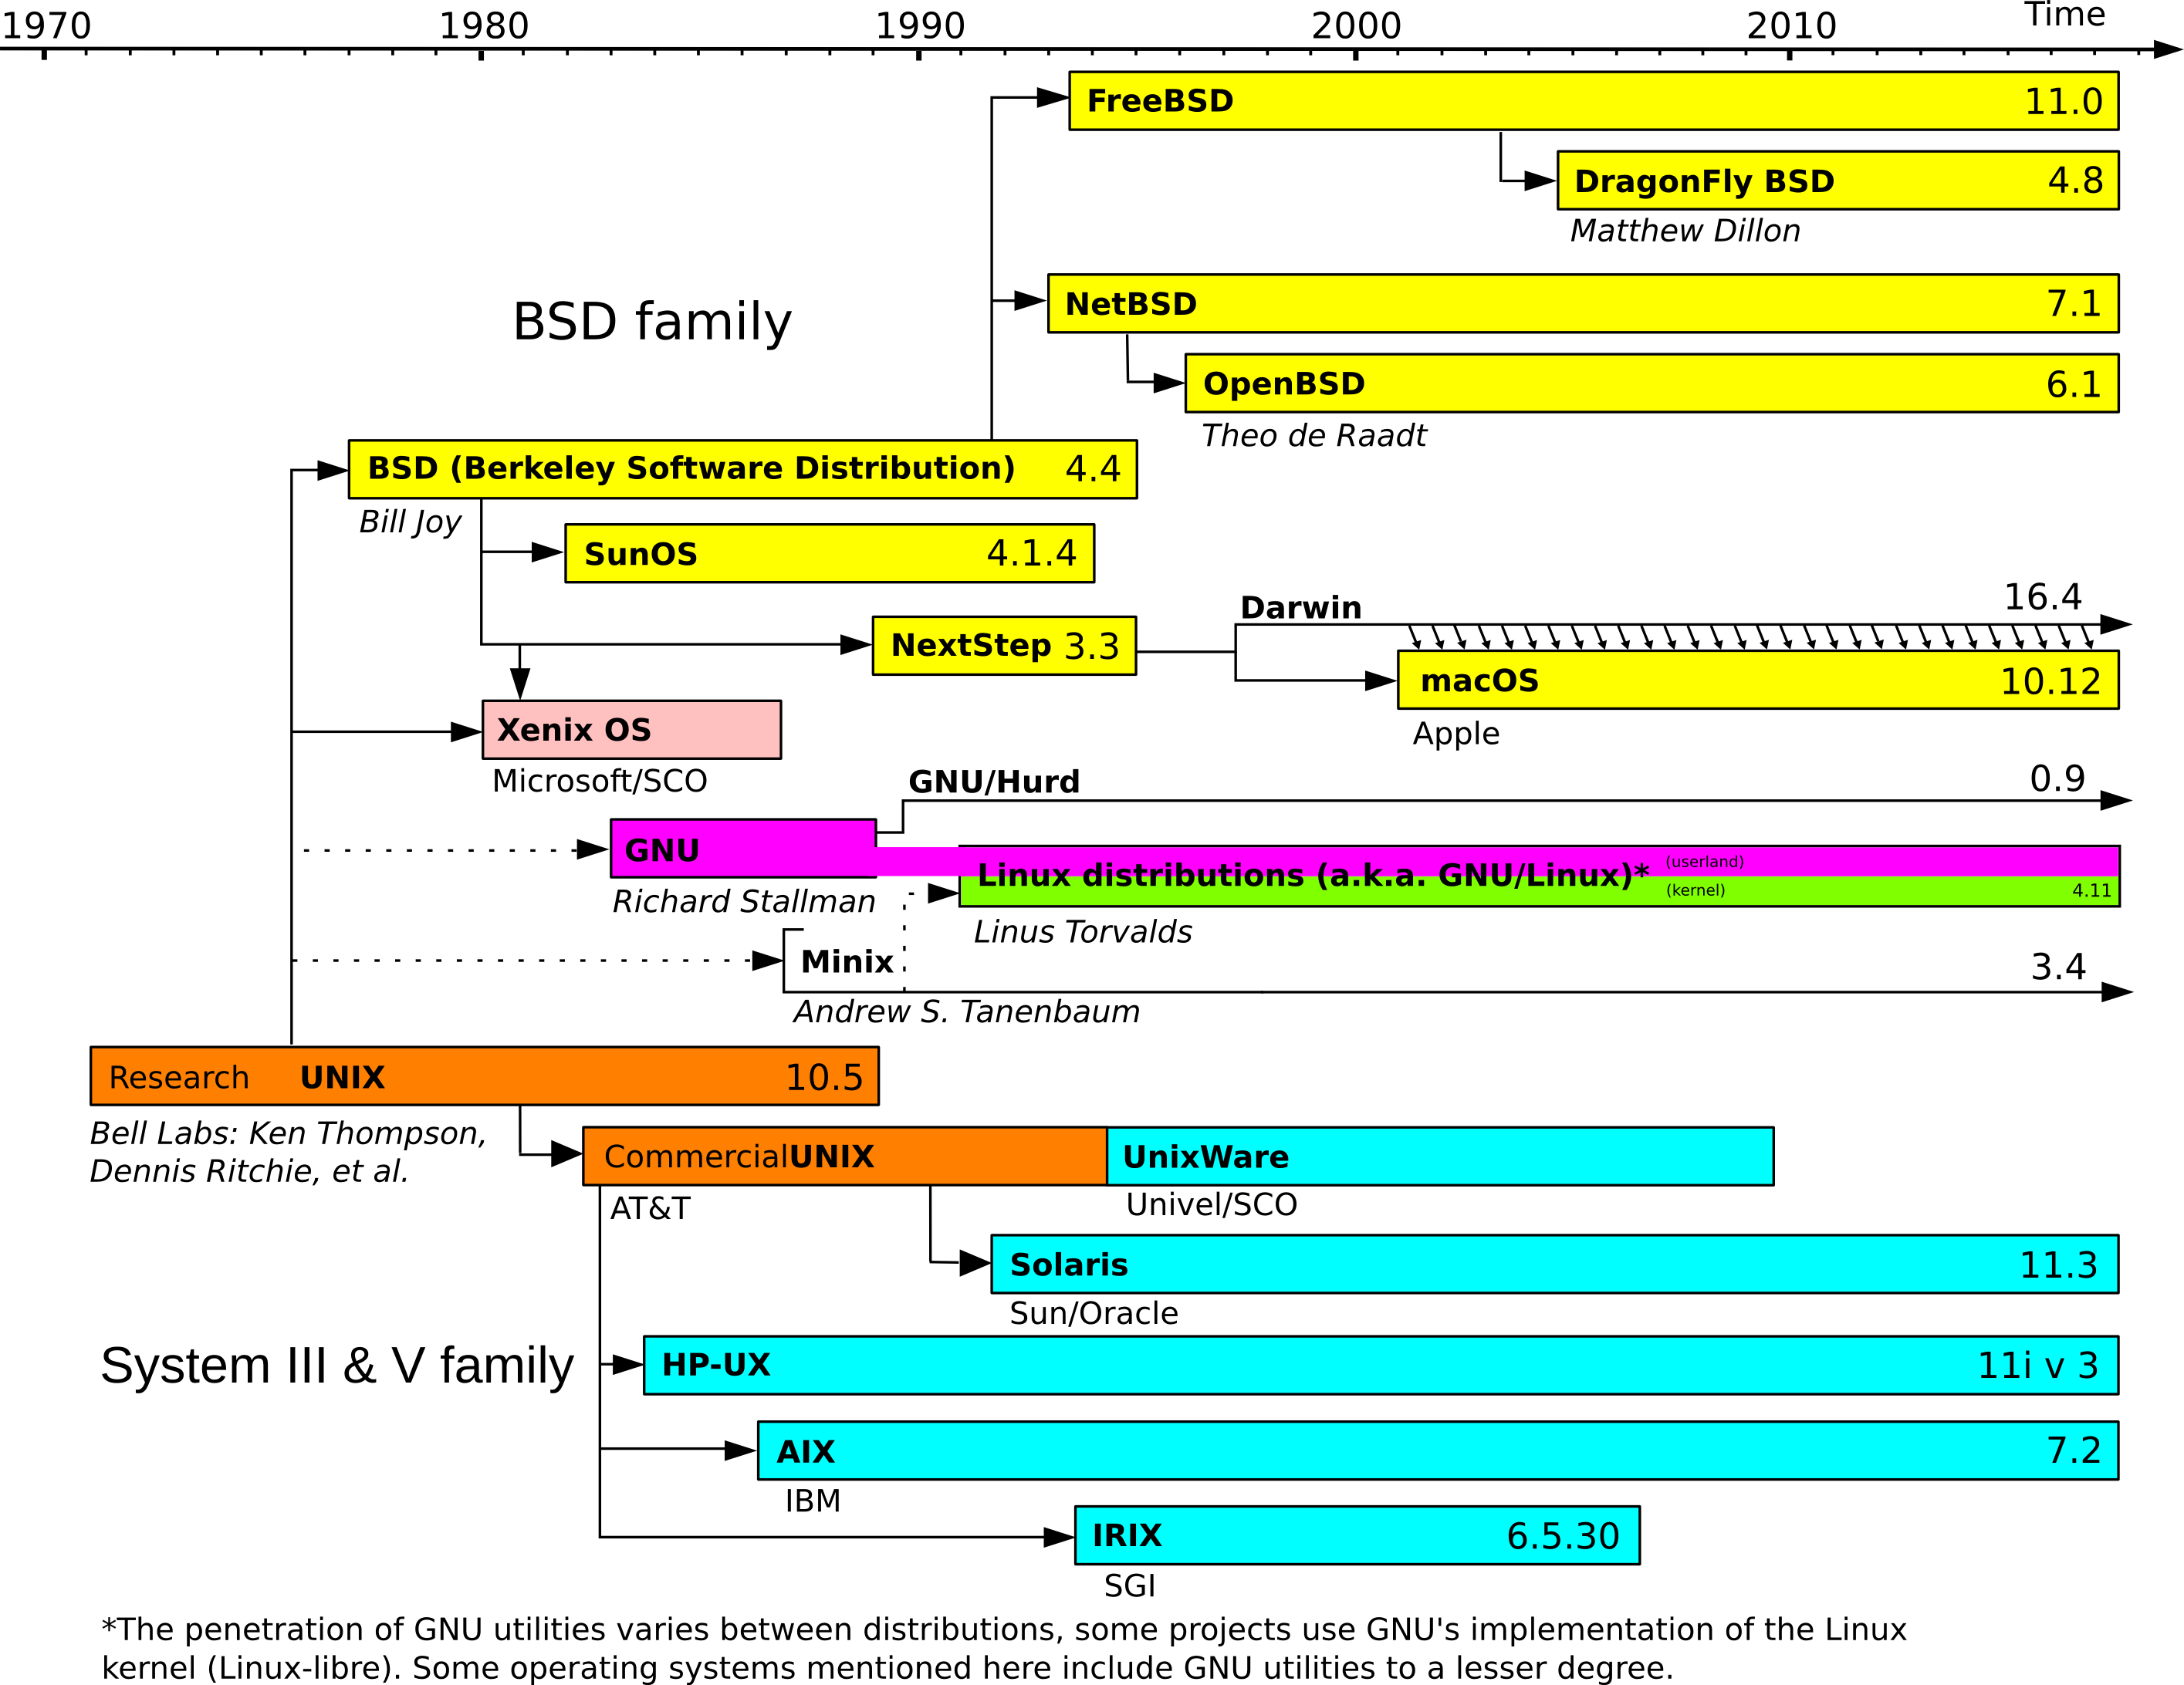 1970 1980 1990 2000 2010 Time
FreeBSD 11.0
DragonFly BSD 4.8
Matthew Dillon
BSD family
NetBSD 7.1
OpenBSD 6.1
Theo de Raadt
BSD (Berkeley Software Distribution) 4.4
Bill Joy
SunOS 4.1.4
Darwin 16.4
NextStep 3.3
macOS 10.12
Apple
Xenix OS
Microsoft/SCO
GNU/Hurd 0.9
GNU
Linux distributions (a.k.a. GNU/Linux)* (userland)
(kernel) 4.11
Richard Stallman
Linus Torvalds
Minix 3.4
Andrew S. Tanenbaum
Research UNIX 10.5
Bell Labs: Ken Thompson,
Dennis Ritchie, et al.
CommercialUNIX UnixWare
AT&T Univel/SCO
Solaris 11.3
Sun/Oracle
System III & V family
HP-UX 11i v 3
AIX 7.2
IBM
IRIX 6.5.30
SGI
*The penetration of GNU utilities varies between distributions, some projects use GNU's implementation of the Linux
kernel (Linux-libre). Some operating systems mentioned here include GNU utilities to a lesser degree.